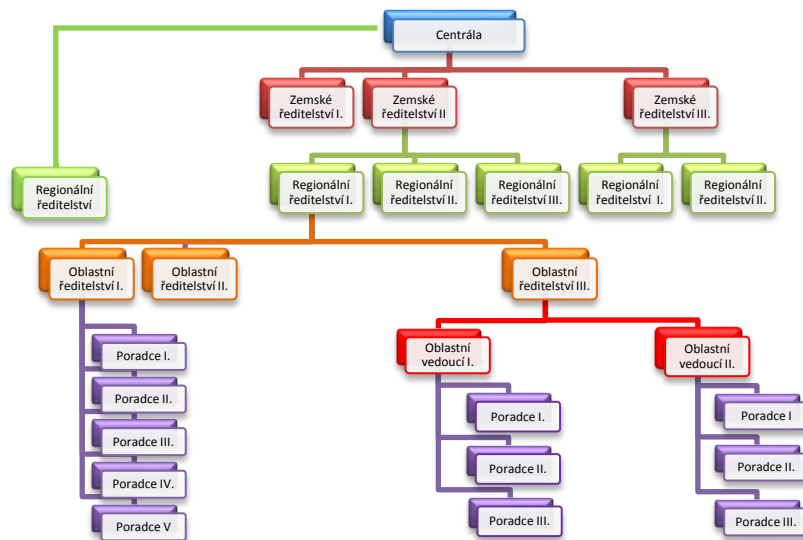 Centrála
Zemské
ředitelství I.
Zemské
ředitelství II
Zemské
ředitelství III.
Regionální
ředitelství
Regionální
ředitelství I.
Regionální
ředitelství II.
Regionální
ředitelství III.
Regionální
ředitelství I.
Regionální
ředitelství II.
Oblastní
ředitelství I.
Oblastní
ředitelství II.
Oblastní
ředitelství III.
Poradce I.
Poradce II.
Poradce III.
Poradce IV.
Poradce V
Oblastní
vedoucí I.
Poradce I.
Poradce II.
Poradce III.
Oblastní
vedoucí II.
Poradce I
Poradce II.
Poradce III.